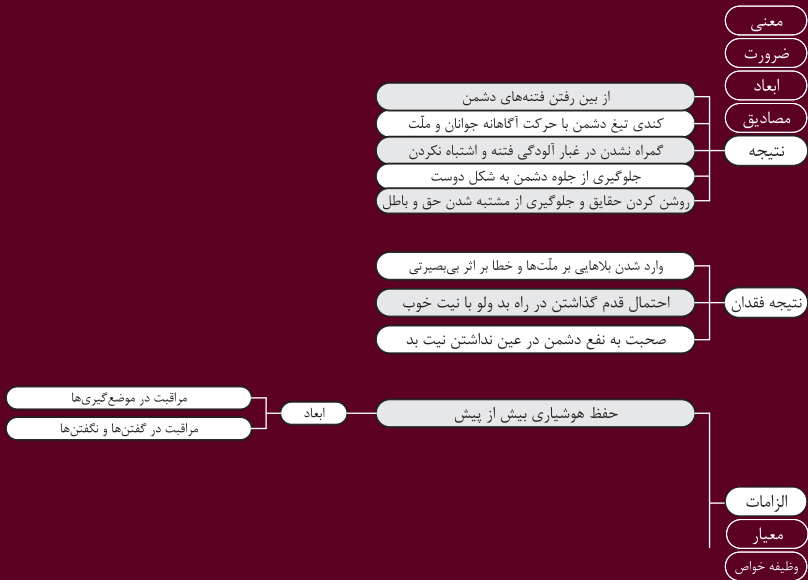 معنی
ضرورت
ابعاد
مصادیق
نتیجه
از بین رفتن فتنه‌های دشمن
کندی تیغ دشمن با حرکت آگاهانه جوانان و ملّت
گمراه نشدن در غبار آلودگی فتنه و اشتباه نکردن
جلوگیری از جلوه دشمن به شکل دوست
روشن کردن حقایق و جلوگیری از مشتبه شدن حق و باطل
نتیجه فقدان
وارد شدن بلاهایی بر ملّت‌ها و خطا بر اثر بی‌بصیرتی
احتمال قدم گذاشتن در راه بد ولو با نیت خوب
صحبت به نفع دشمن در عین نداشتن نیت بد
الزامات
حفظ هوشیاری بیش از پیش
ابعاد
مراقبت در موضع‌گیری‌ها
مراقبت در گفتن‌ها و نگفتن‌ها
معیار
وظیفه خواص